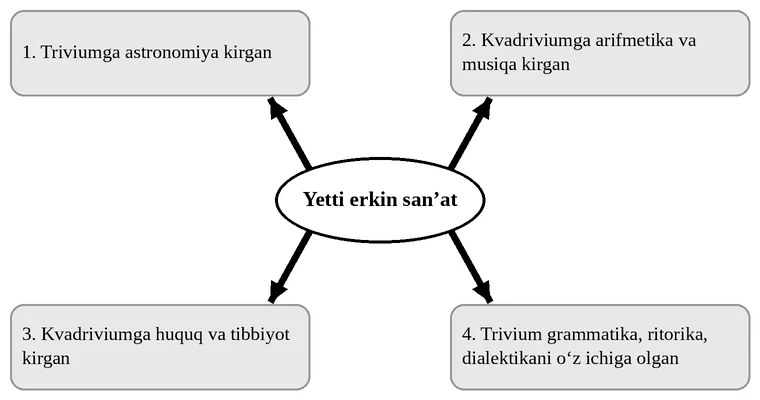 1. Triviumga astronomiya kirgan
2. Kvadriviumga arifmetika va
musiqa kirgan
Yetti erkin san’at
3. Kvadriviumga huquq va tibbiyot
kirgan
4. Trivium grammatika, ritorika,
dialektikani o‘z ichiga olgan